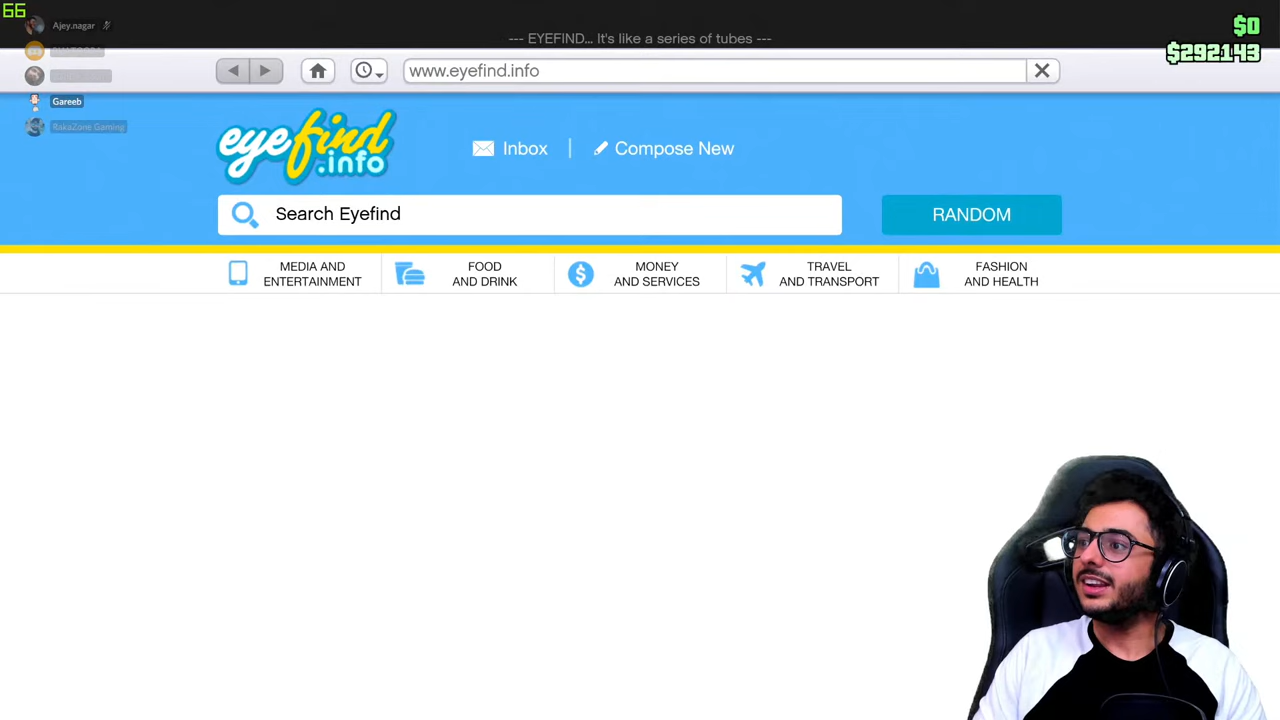 66
Ajey.nagar
--- EYEFIND... It's like a series of tubes ---
$0
$292143
www.eyefind.info
Gareeb
RakaZone Gaming
eyefind.info
Inbox | Compose New
Search Eyefind
RANDOM
MEDIA AND ENTERTAINMENT
FOOD AND DRINK
MONEY AND SERVICES
TRAVEL AND TRANSPORT
FASHION AND HEALTH